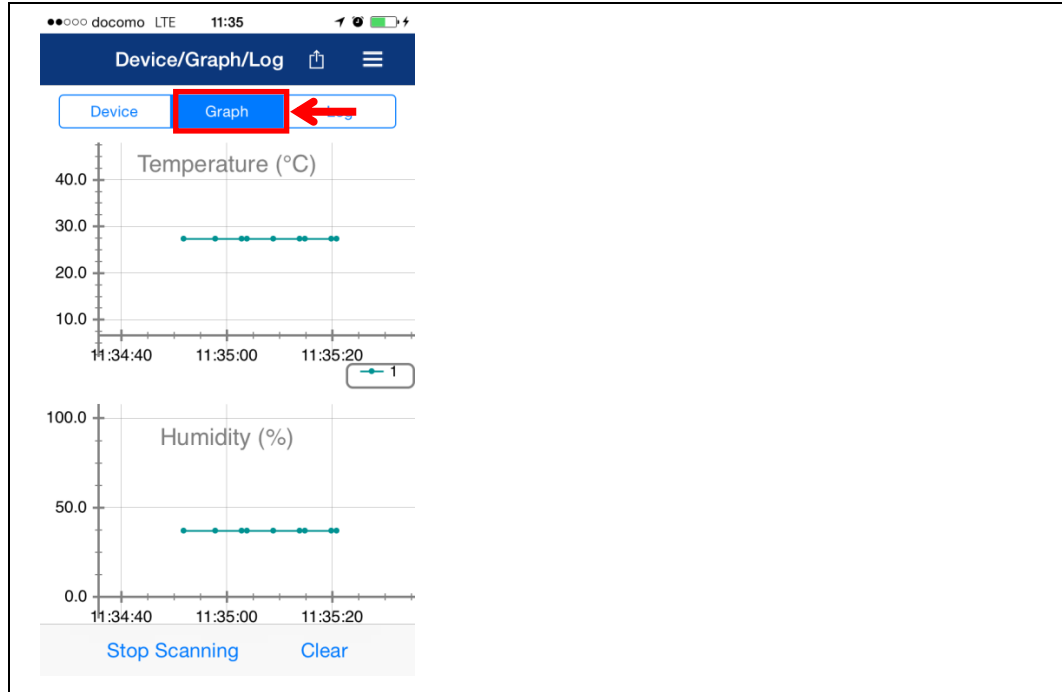 docomo LTE 11:35
Device/Graph/Log
Device Graph Log
Temperature (°C)
40.0
30.0
20.0
10.0
11:34:40 11:35:00 11:35:20
1
100.0
Humidity (%)
50.0
0.0
11:34:40 11:35:00 11:35:20
Stop Scanning Clear